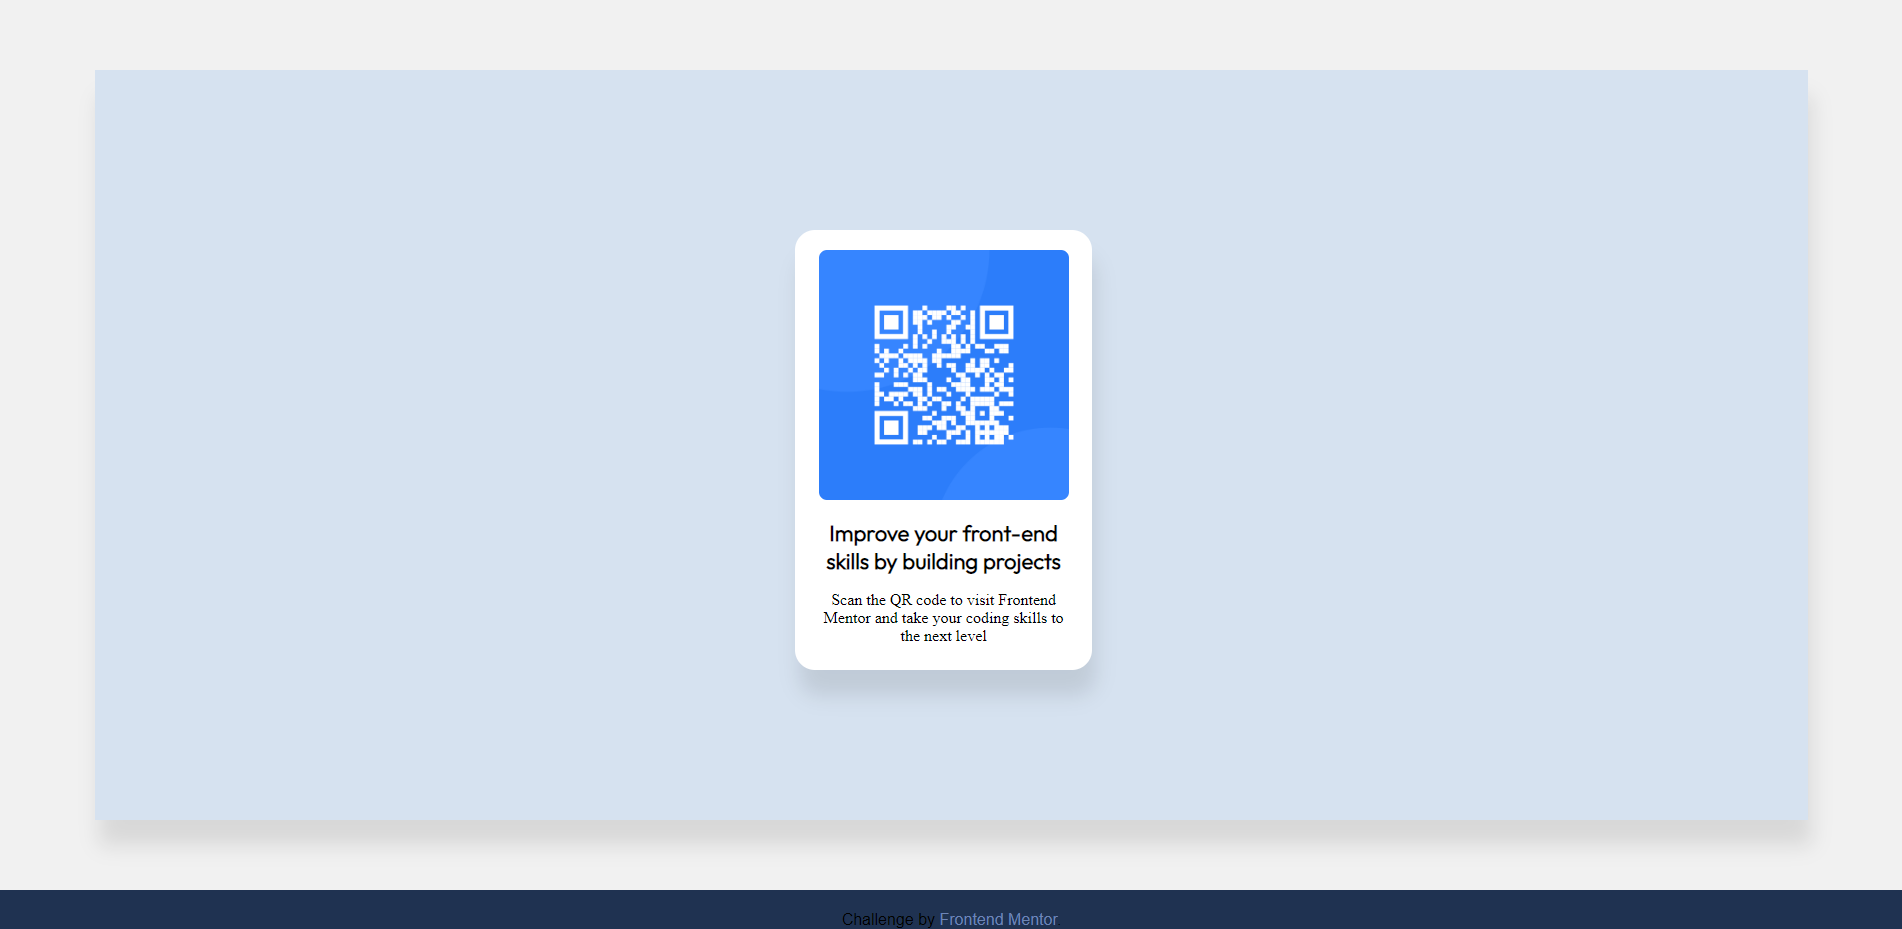 Improve your front-end
skills by building projects
Scan the QR code to visit Frontend
Mentor and take your coding skills to
the next level
Challenge by Frontend Mentor